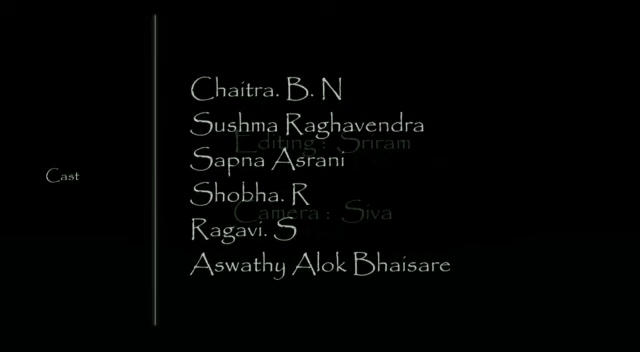 Cast
Chaitra. B. N
Sushma Raghavendra
Editing : Sriram
Sapna Asrani
Shobha. R
Camera : Siva
Ragavi. S
Aswathy Alok Bhaisare